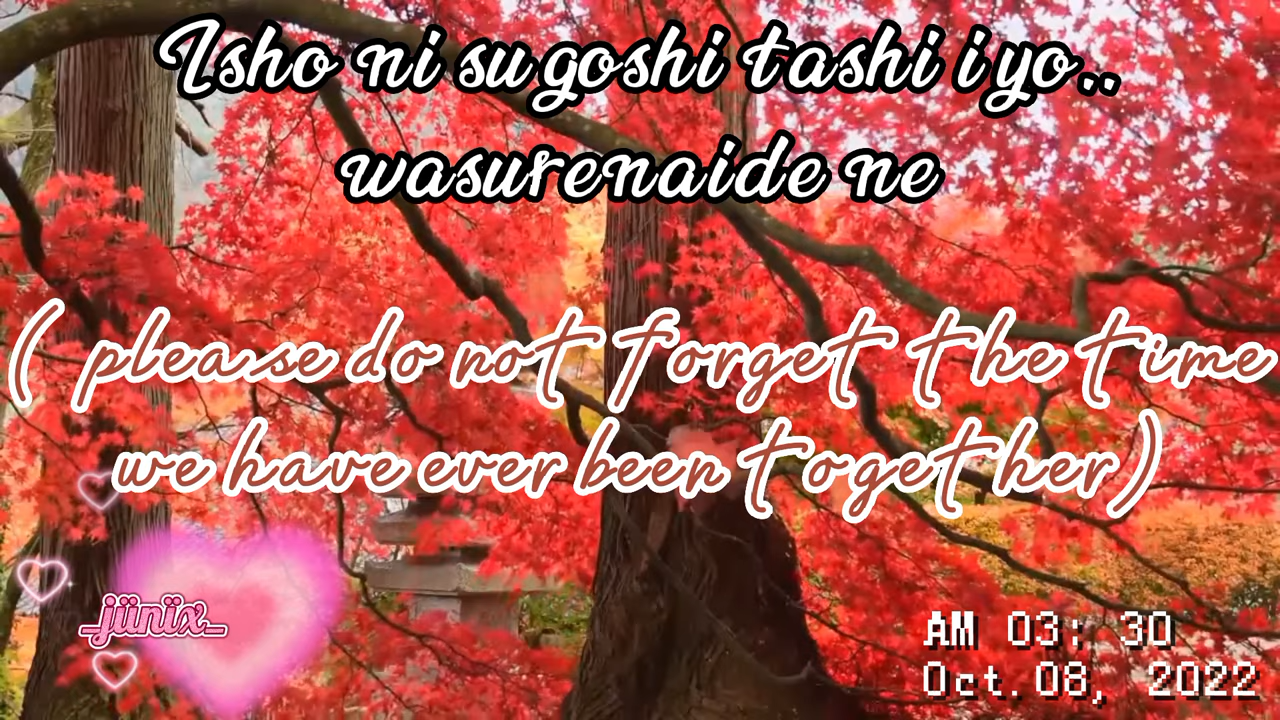 Isho ni su goshi tashi i yo..
wasurenaide ne
( please do not forget the time
we have ever been together)
_jünïx_
AM 03: 30
Oct. 08, 2022